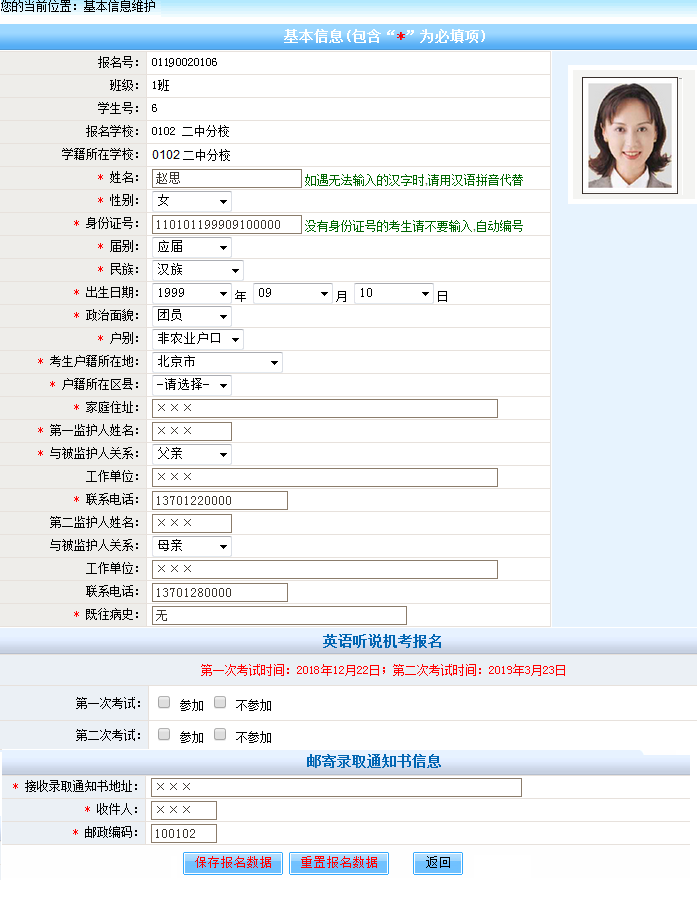 您的当前位置：基本信息维护
基本信息(包含“*”为必填项)
报名号： 01190020106
班级： 1班
学生号： 6
报名学校： 0102 二中分校
学籍所在学校： 0102 二中分校
* 姓名： 赵思 如遇无法输入的汉字时,请用汉语拼音代替
* 性别： 女
* 身份证号： 110101199909100000 没有身份证号的考生请不要输入,自动编号
* 届别： 应届
* 民族： 汉族
* 出生日期： 1999 年 09 月 10 日
* 政治面貌： 团员
* 户别： 非农业户口
* 考生户籍所在地： 北京市
* 户籍所在区县： -请选择-
* 家庭住址： ×××
* 第一监护人姓名： ×××
* 与被监护人关系： 父亲
工作单位： ×××
* 联系电话： 13701220000
第二监护人姓名： ×××
与被监护人关系： 母亲
工作单位： ×××
联系电话： 13701280000
* 既往病史： 无
英语听说机考报名
第一次考试时间：2018年12月22日；第二次考试时间：2019年3月23日
第一次考试： 参加 不参加
第二次考试： 参加 不参加
邮寄录取通知书信息
* 接收录取通知书地址： ×××
* 收件人： ×××
* 邮政编码： 100102
保存报名数据 重置报名数据 返回